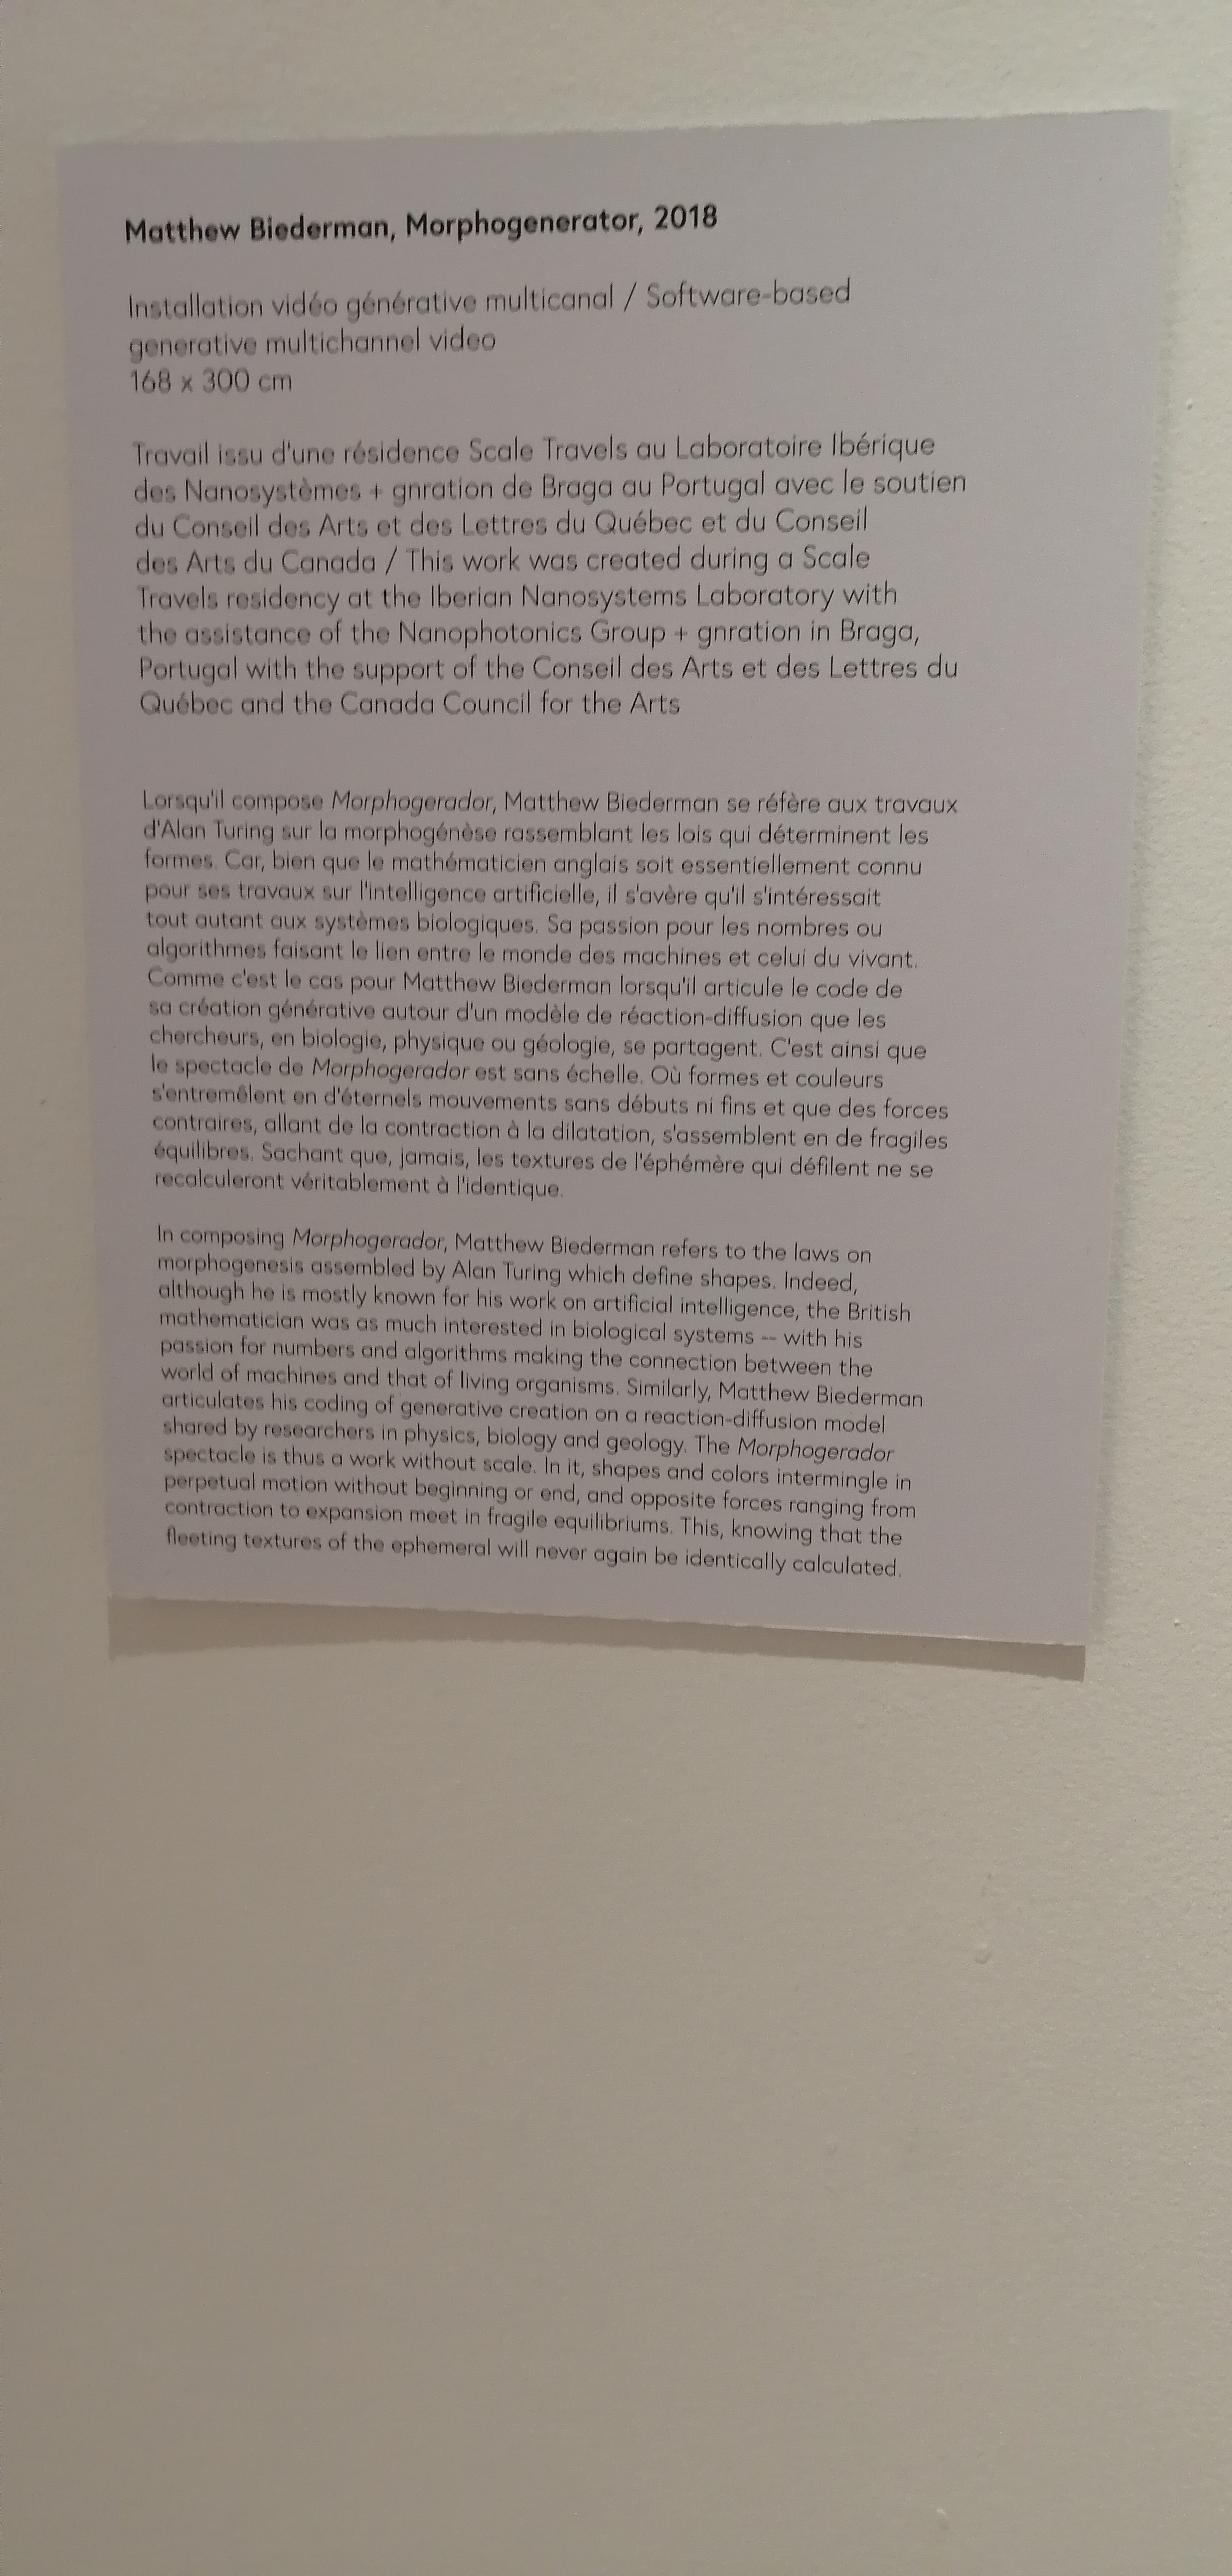 Matthew Biederman, Morphogenerator, 2018
Installation vidéo générative multicanal / Software-based
generative multichannel video
168 x 300 cm
Travail issu d'une résidence Scale Travels au Laboratoire Ibérique
des Nanosystèmes + gnration de Braga au Portugal avec le soutien
du Conseil des Arts et des Lettres du Québec et du Conseil
des Arts du Canada / This work was created during a Scale
Travels residency at the Iberian Nanosystems Laboratory with
the assistance of the Nanophotonics Group + gnration in Braga,
Portugal with the support of the Conseil des Arts et des Lettres du
Québec and the Canada Council for the Arts
Lorsqu'il compose Morphogerador, Matthew Biederman se réfère aux travaux
d'Alan Turing sur la morphogénèse rassemblant les lois qui déterminent les
formes. Car, bien que le mathématicien anglais soit essentiellement connu
pour ses travaux sur l'intelligence artificielle, il s'avère qu'il s'intéressait
tout autant aux systèmes biologiques. Sa passion pour les nombres ou
algorithmes faisant le lien entre le monde des machines et celui du vivant.
Comme c'est le cas pour Matthew Biederman lorsqu'il articule le code de
sa création générative autour d'un modèle de réaction-diffusion que les
chercheurs, en biologie, physique ou géologie, se partagent. C'est ainsi que
le spectacle de Morphogerador est sans échelle. Où formes et couleurs
s'entremêlent en d'éternels mouvements sans débuts ni fins et que des forces
contraires, allant de la contraction à la dilatation, s'assemblent en de fragiles
équilibres. Sachant que, jamais, les textures de l'éphémère qui défilent ne se
recalculeront véritablement à l'identique.
In composing Morphogerador, Matthew Biederman refers to the laws on
morphogenesis assembled by Alan Turing which define shapes. Indeed,
although he is mostly known for his work on artificial intelligence, the British
mathematician was as much interested in biological systems -- with his
passion for numbers and algorithms making the connection between the
world of machines and that of living organisms. Similarly, Matthew Biederman
articulates his coding of generative creation on a reaction-diffusion model
shared by researchers in physics, biology and geology. The Morphogerador
spectacle is thus a work without scale. In it, shapes and colors intermingle in
perpetual motion without beginning or end, and opposite forces ranging from
contraction to expansion meet in fragile equilibriums. This, knowing that the
fleeting textures of the ephemeral will never again be identically calculated.